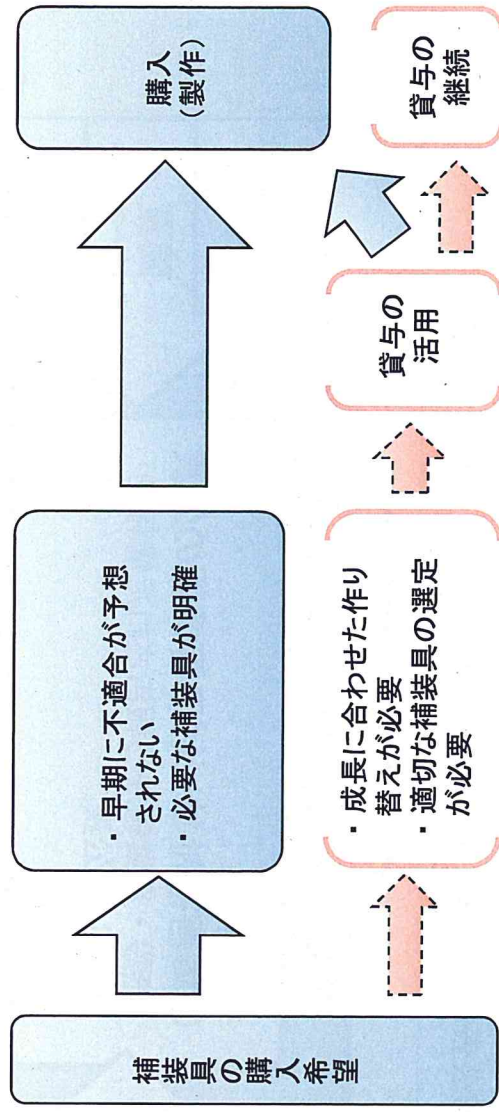 補装具の購入希望
・早期に不適合が予想
されない
・必要な補装具が明確
購入
(製作)
・成長に合わせた作り
替えが必要
・適切な補装具の選定
が必要
貸与の
活用
貸与の
継続